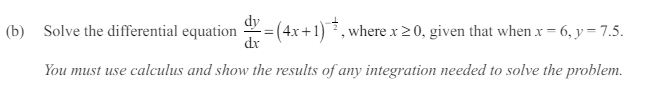 (b) Solve the differential equation dy/dx = (4x+1)^(-1/2), where x ≥ 0, given that when x = 6, y = 7.5.
You must use calculus and show the results of any integration needed to solve the problem.